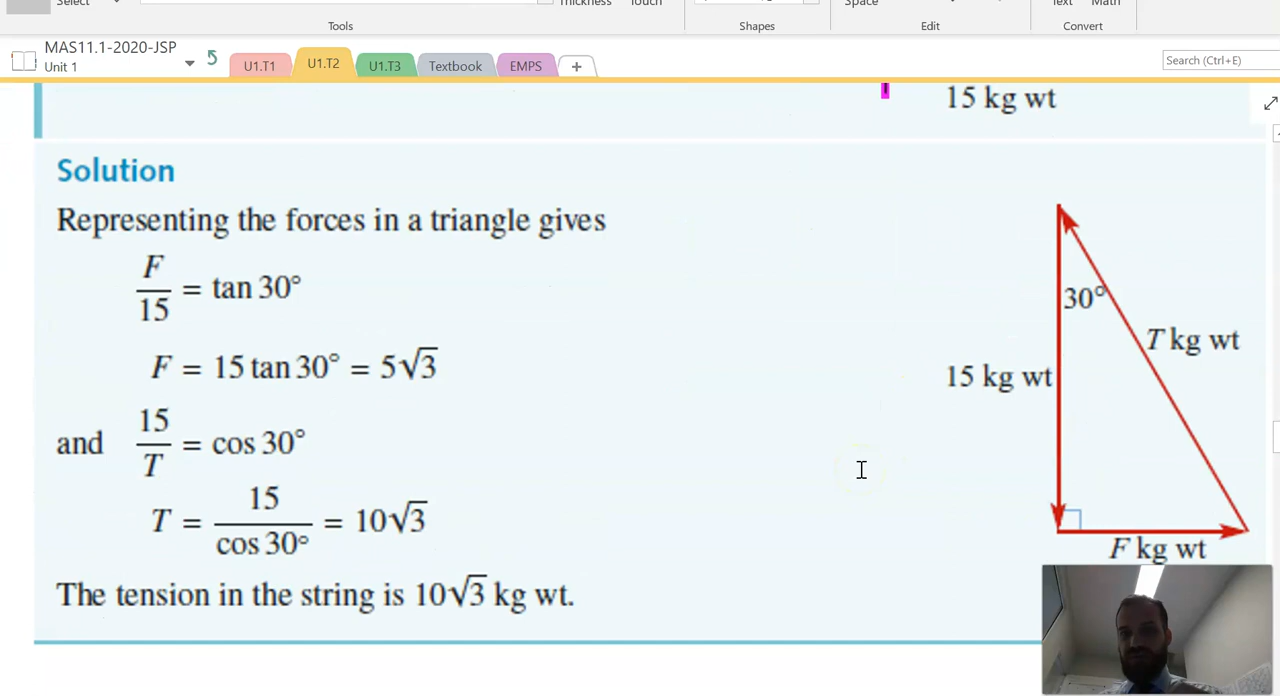 Select
Thickness
Touch
Space
Text
Math
Tools
Shapes
Edit
Convert
MAS11.1-2020-JSP
Unit 1
U1.T1
U1.T2
U1.T3
Textbook
EMPS
+
Search (Ctrl+E)
15 kg wt
Solution
Representing the forces in a triangle gives
F/15 = tan 30°
F = 15 tan 30° = 5√3
and 15/T = cos 30°
T = 15/cos 30° = 10√3
The tension in the string is 10√3 kg wt.
30°
T kg wt
15 kg wt
F kg wt